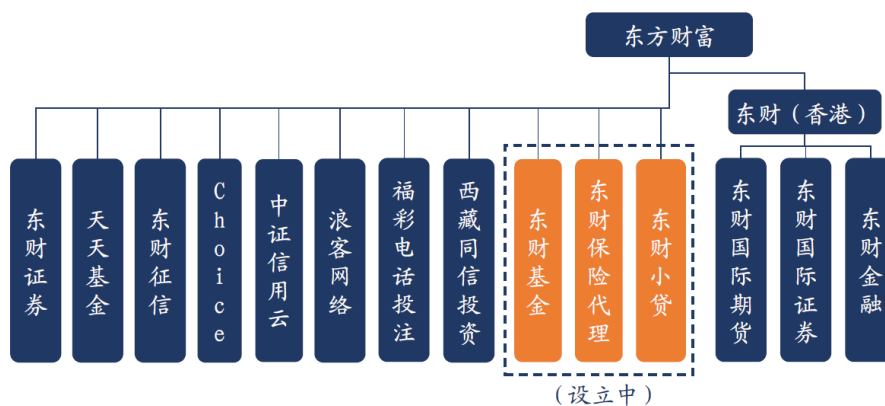 东方财富
东财（香港）
东财证券
天天基金
东财征信
Choice
中证信用云
浪客网络
福彩电话投注
西藏同信投资
东财基金
东财保险代理
东财小贷
东财国际期货
东财国际证券
东财金融
（设立中）